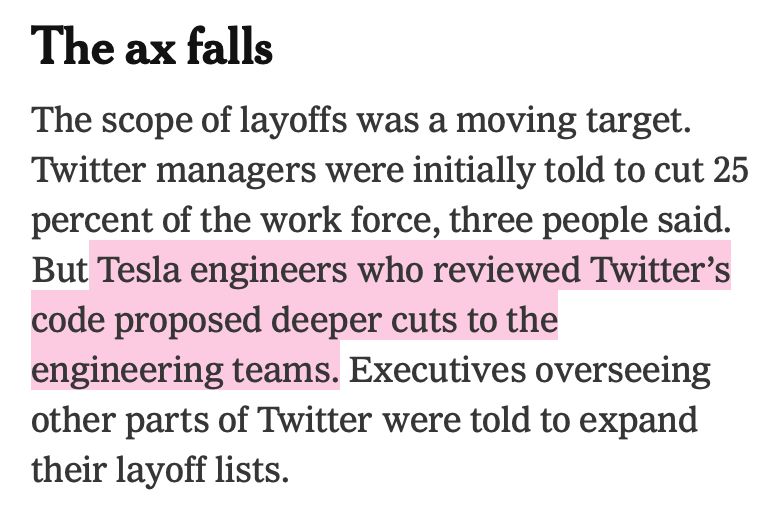 The ax falls
The scope of layoffs was a moving target.
Twitter managers were initially told to cut 25
percent of the work force, three people said.
But Tesla engineers who reviewed Twitter’s
code proposed deeper cuts to the
engineering teams. Executives overseeing
other parts of Twitter were told to expand
their layoff lists.